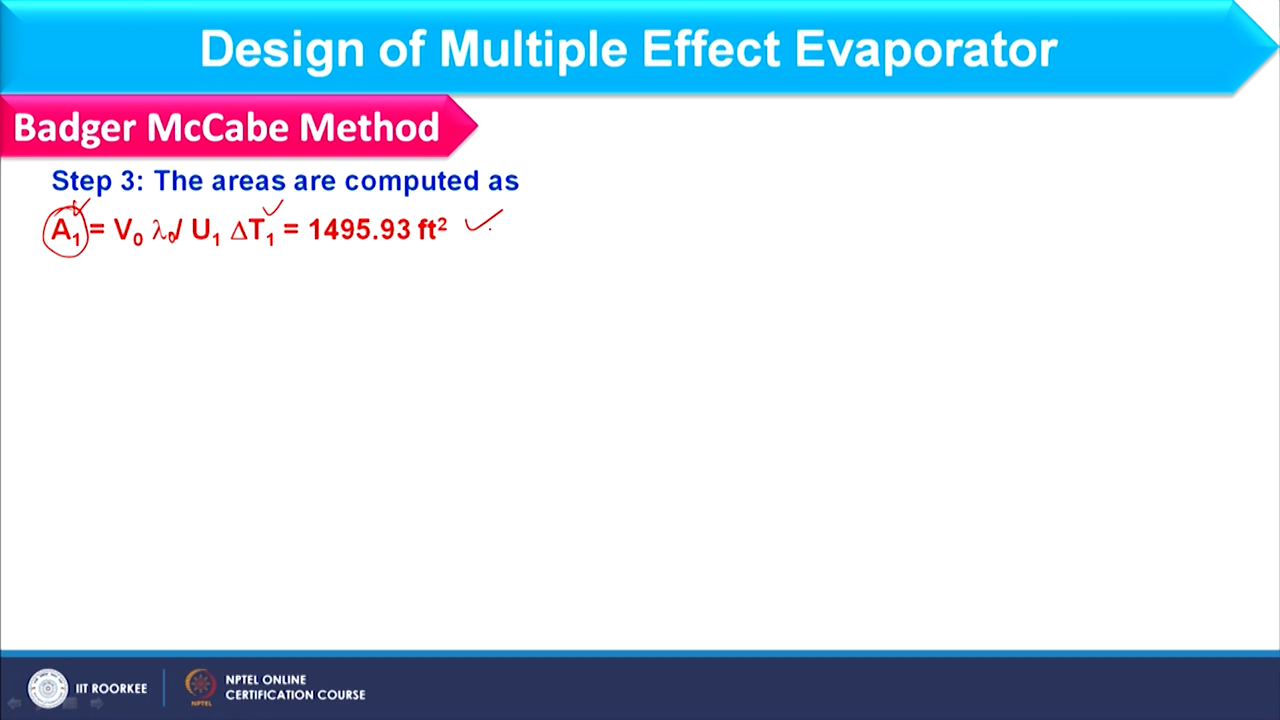 Design of Multiple Effect Evaporator
Badger McCabe Method
Step 3: The areas are computed as
A₁ = V₀ λ₀/ U₁ ΔT₁ = 1495.93 ft²
IIT ROORKEE
NPTEL ONLINE
CERTIFICATION COURSE
NPTEL